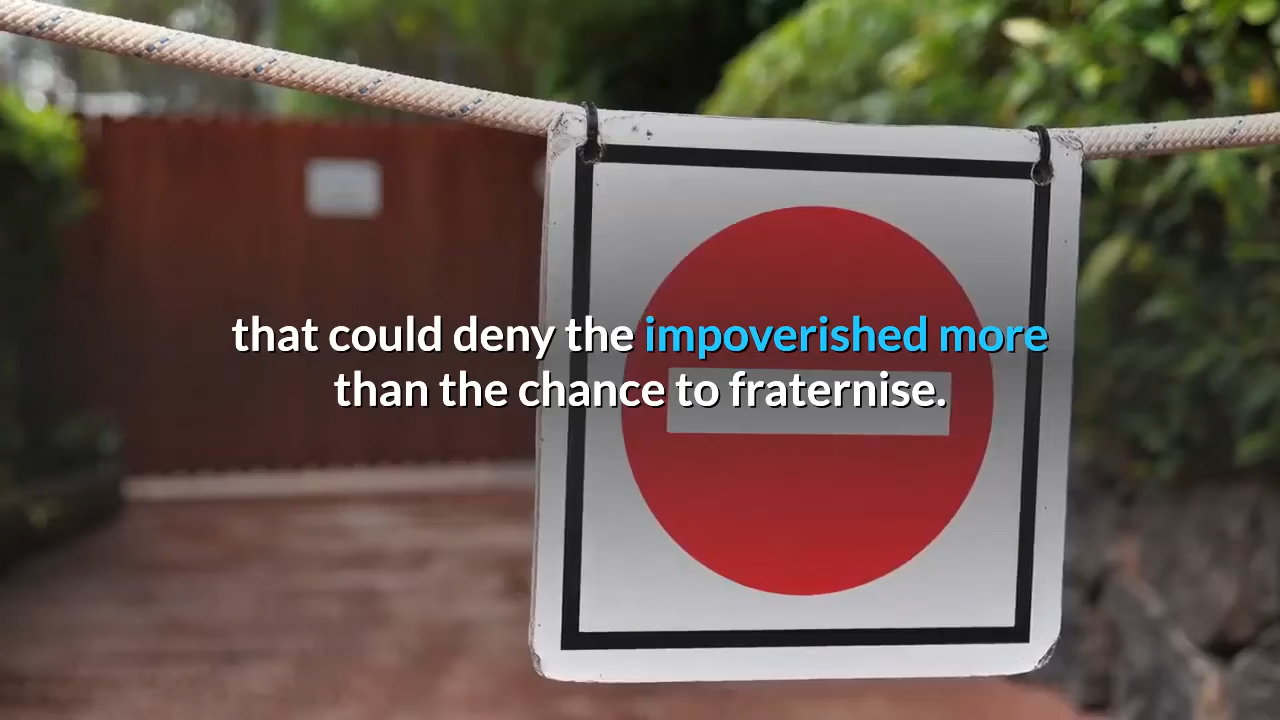 that could deny the impoverished more
than the chance to fraternise.